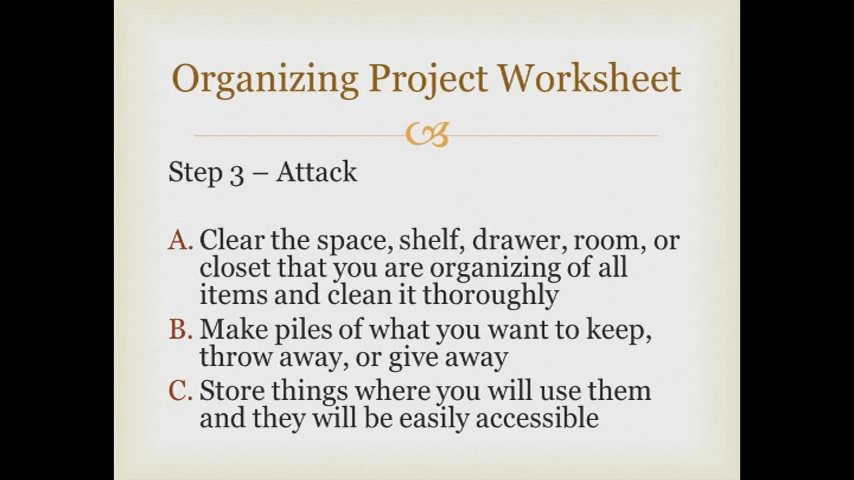 Organizing Project Worksheet
Step 3 – Attack
A. Clear the space, shelf, drawer, room, or
closet that you are organizing of all
items and clean it thoroughly
B. Make piles of what you want to keep,
throw away, or give away
C. Store things where you will use them
and they will be easily accessible